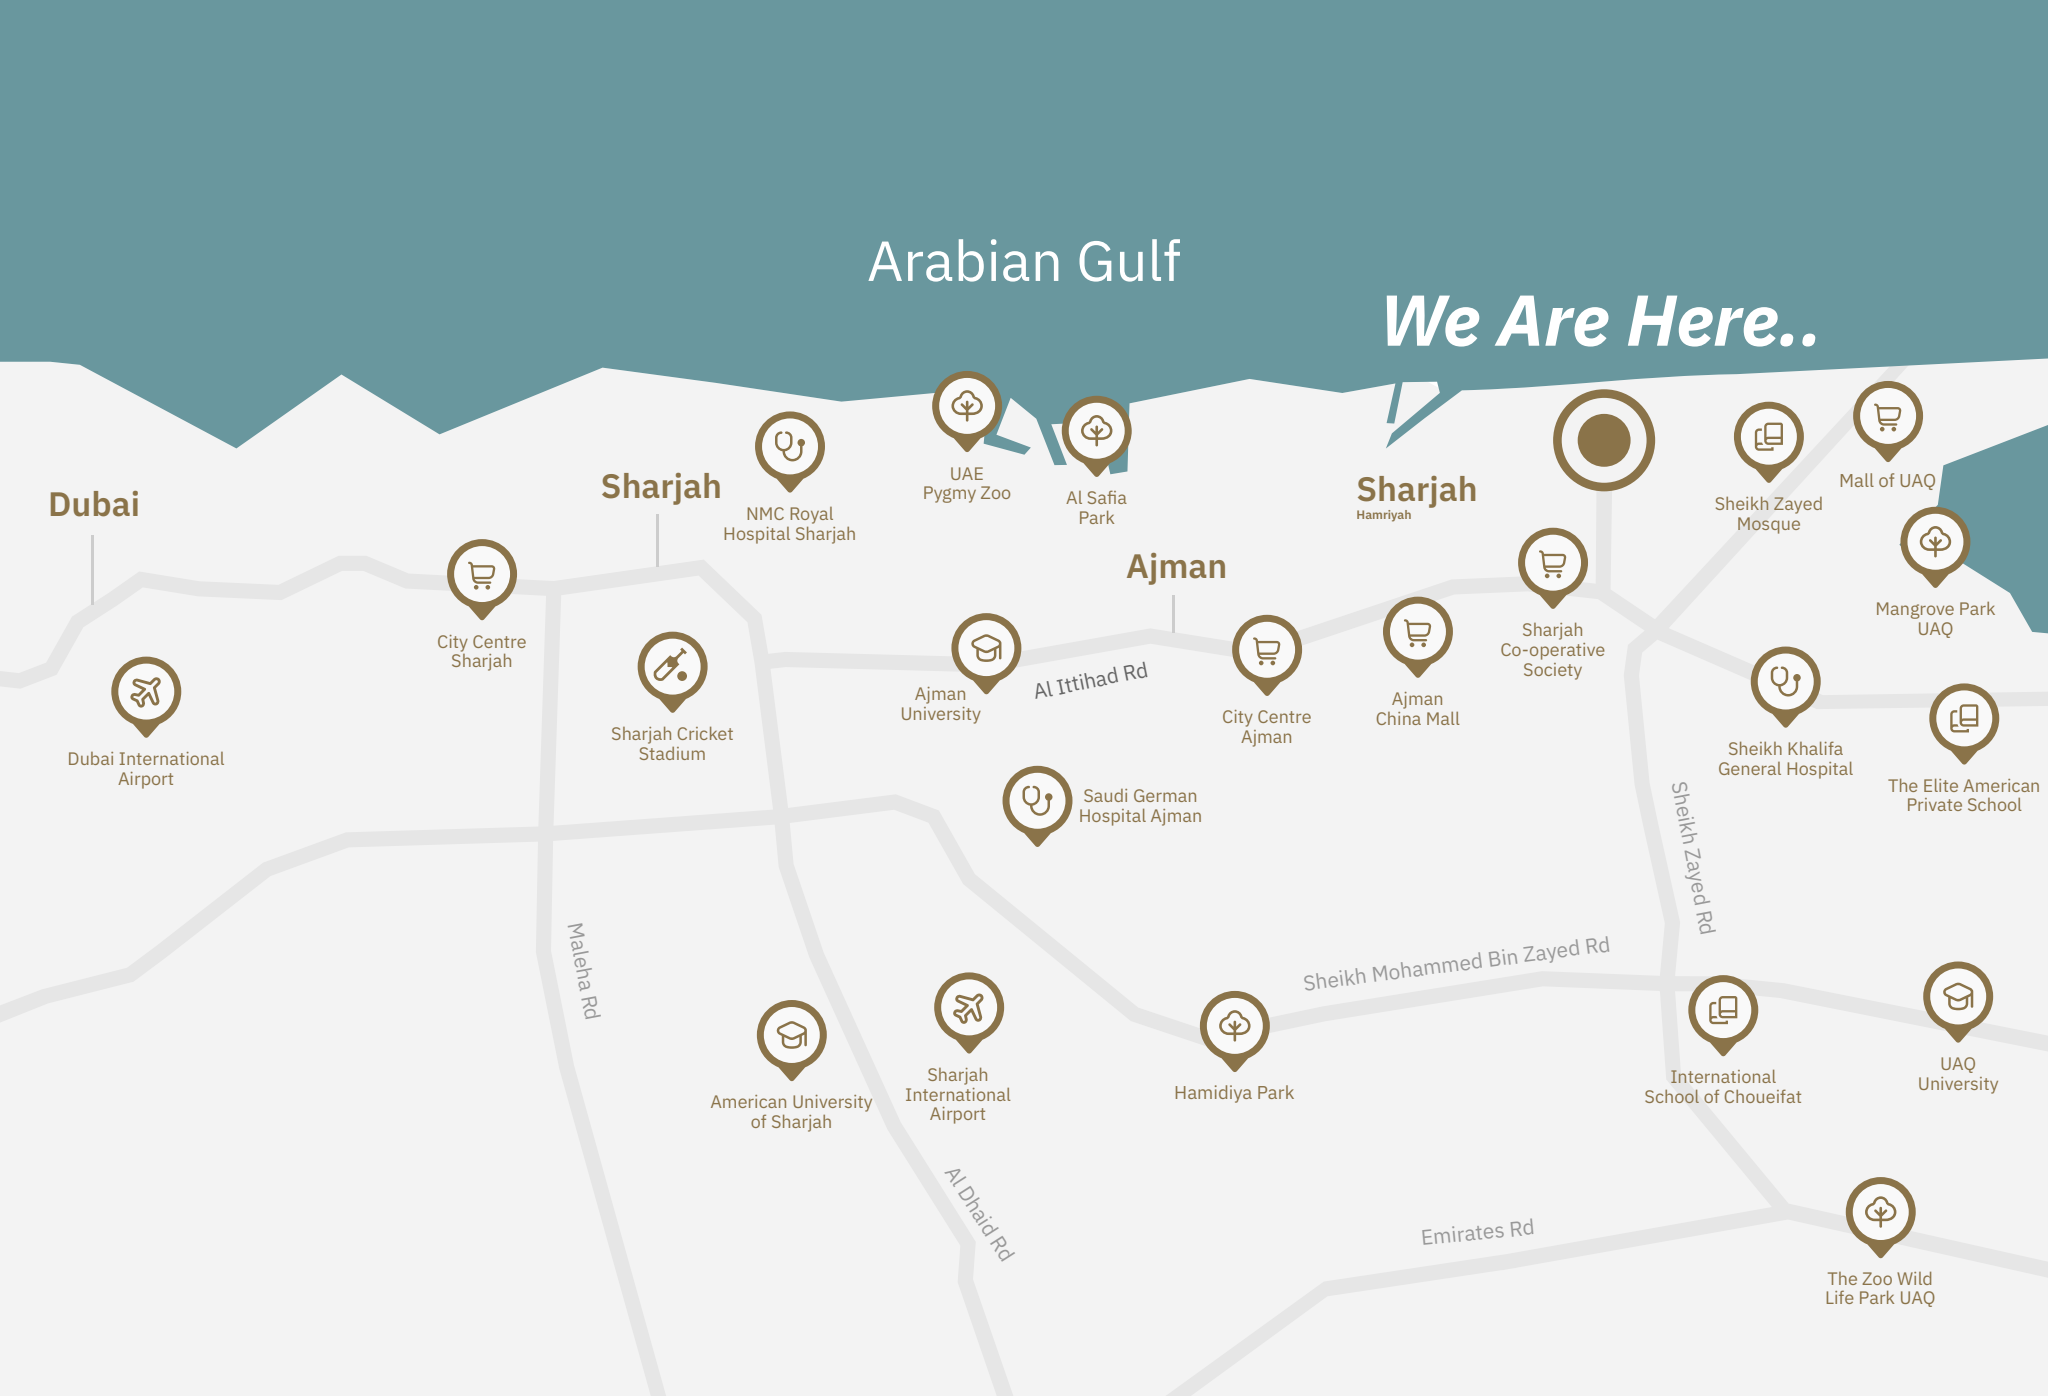 Arabian Gulf
We Are Here..
Dubai
Sharjah
NMC Royal
Hospital Sharjah
UAE
Pygmy Zoo
Al Safia
Park
Sharjah
Hamriyah
Sheikh Zayed
Mosque
Mall of UAQ
Mangrove Park
UAQ
Ajman
City Centre
Sharjah
Sharjah Cricket
Stadium
Dubai International
Airport
Ajman
University
Al Ittihad Rd
City Centre
Ajman
Ajman
China Mall
Sharjah
Co-operative
Society
Sheikh Khalifa
General Hospital
The Elite American
Private School
Saudi German
Hospital Ajman
Sheikh Zayed Rd
Maleha Rd
Sheikh Mohammed Bin Zayed Rd
American University
of Sharjah
Sharjah
International
Airport
Hamidiya Park
International
School of Choueifat
UAQ
University
Al Dhaid Rd
Emirates Rd
The Zoo Wild
Life Park UAQ